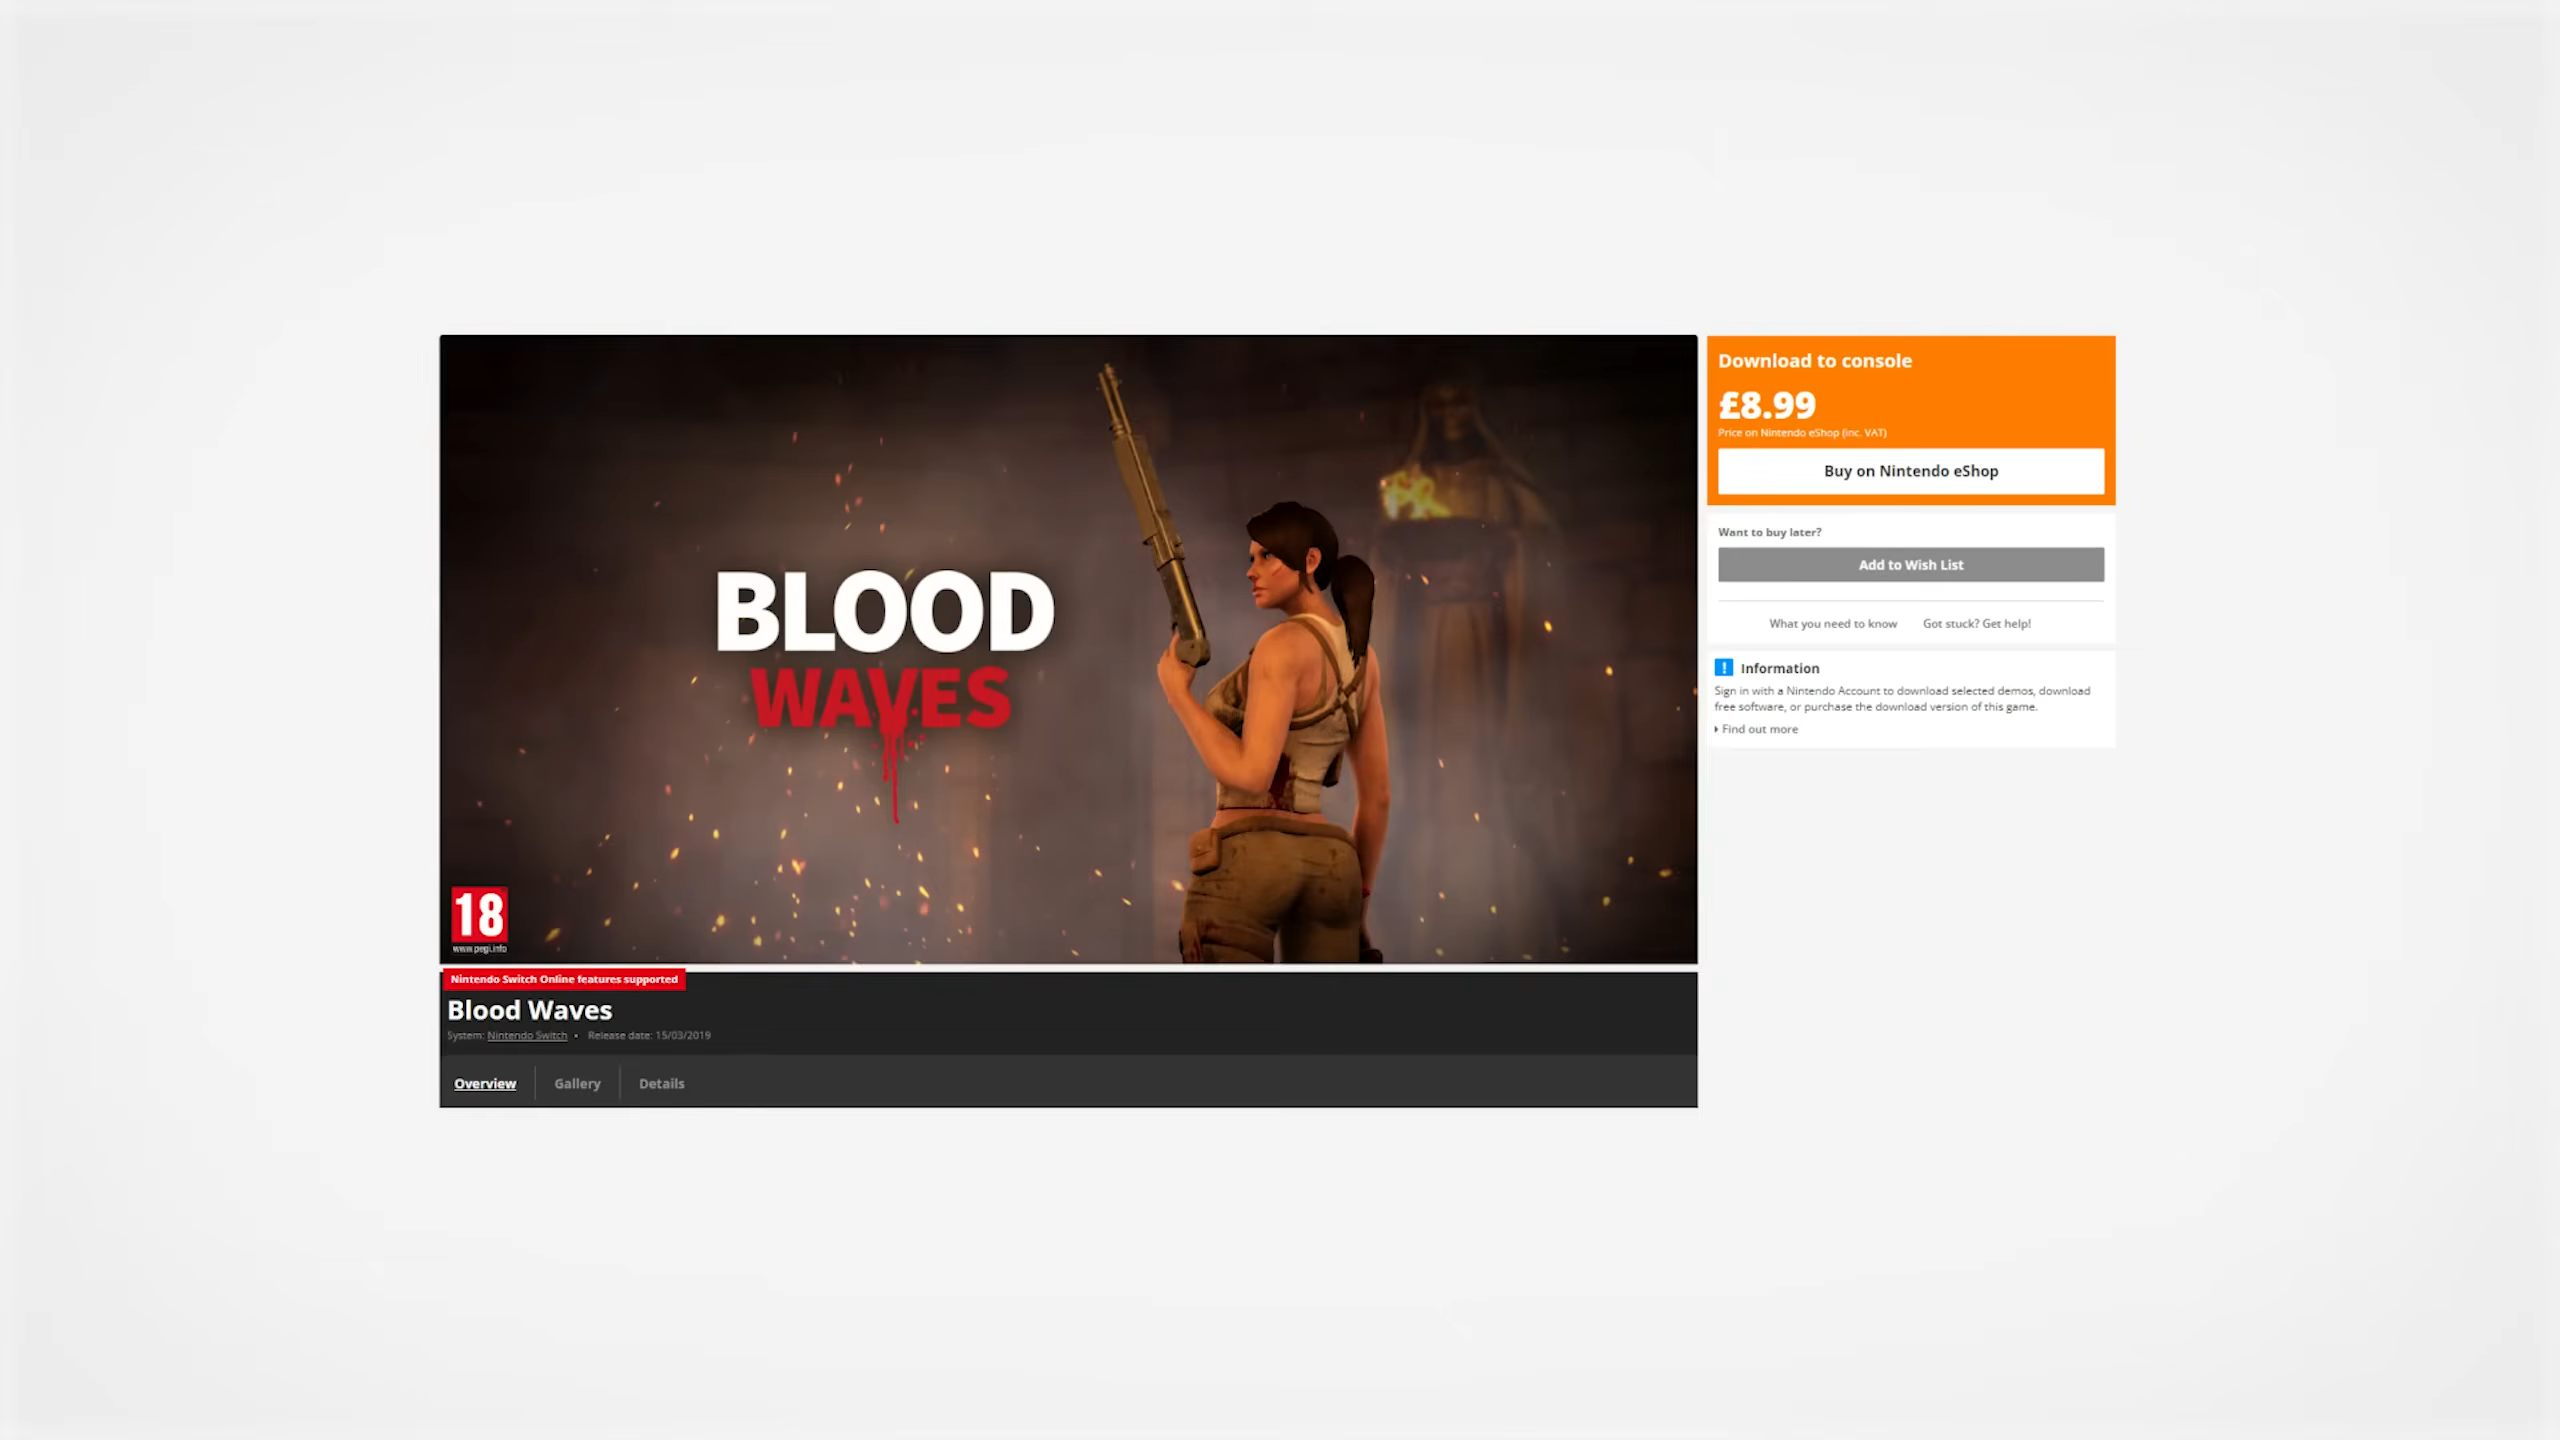 BLOOD
WAVES
18
www.pegi.info
Nintendo Switch Online features supported
Blood Waves
System: Nintendo Switch • Release date: 15/03/2019
Overview
Gallery
Details
Download to console
£8.99
Price on Nintendo eShop (inc. VAT)
Buy on Nintendo eShop
Want to buy later?
Add to Wish List
What you need to know
Got stuck? Get help!
! Information
Sign in with a Nintendo Account to download selected demos, download
free software, or purchase the download version of this game.
Find out more